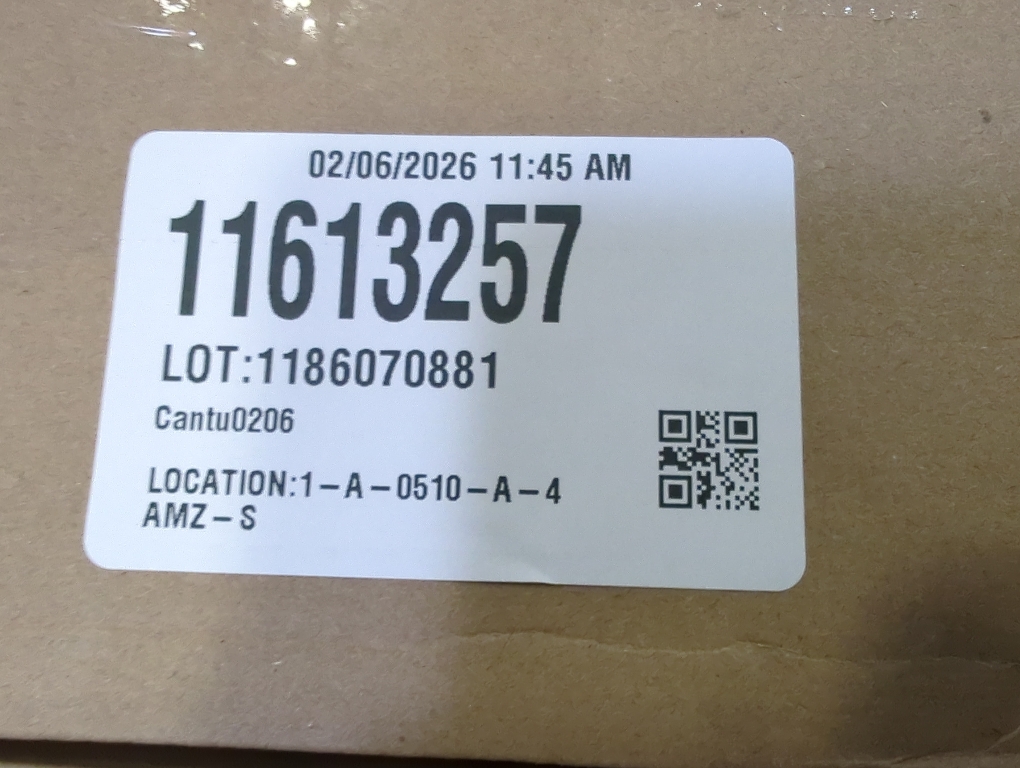 02/06/2026 11:45 AM
11613257
LOT:1186070881
Cantu0206
LOCATION:1-A-0510-A-4
AMZ-S